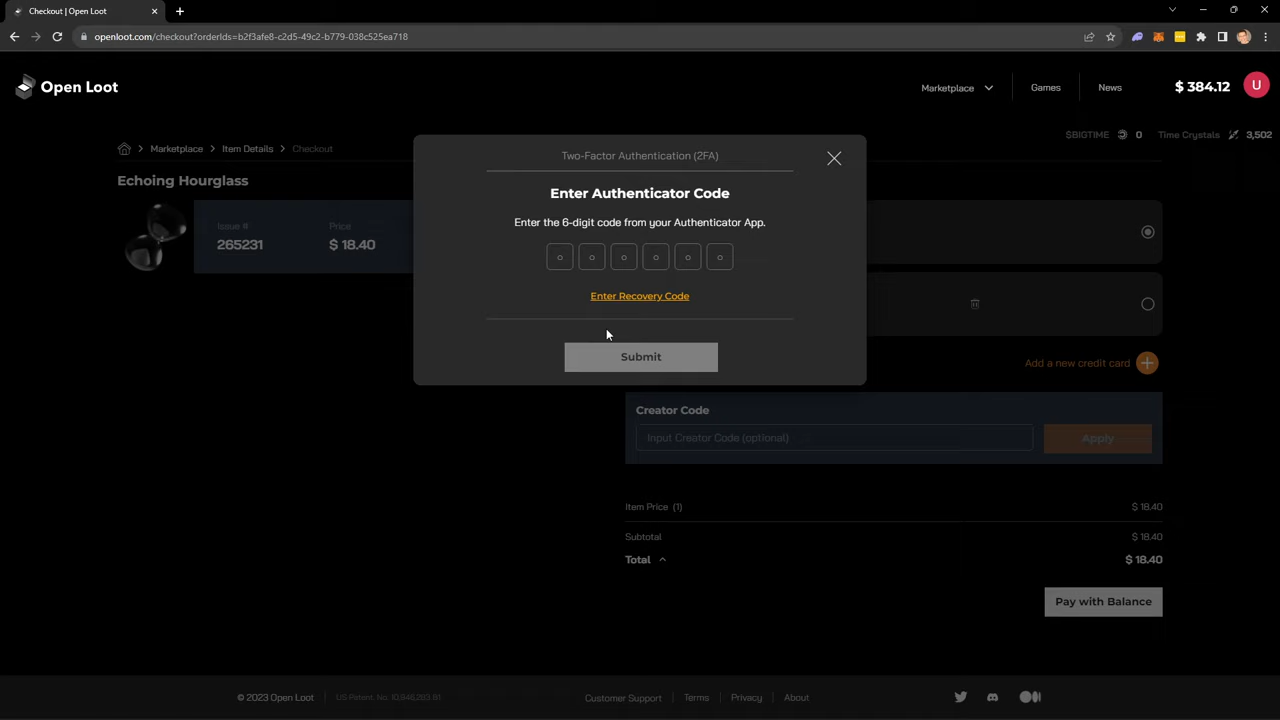 Checkout | Open Loot
openloot.com/checkout?orderIds=b2f3afe8-c2d5-49c2-b779-038c525ea718
Open Loot
Marketplace
Games
News
$ 384.12
U
$BIGTIME 0
Time Crystals 3,502
Marketplace
Item Details
Checkout
Echoing Hourglass
Issue #
265231
Price
$ 18.40
Two-Factor Authentication (2FA)
Enter Authenticator Code
Enter the 6-digit code from your Authenticator App.
Enter Recovery Code
Submit
Add a new credit card
Creator Code
Input Creator Code (optional)
Apply
Item Price (1) $ 18.40
Subtotal $ 18.40
Total $ 18.40
Pay with Balance
© 2023 Open Loot
Customer Support
Terms
Privacy
About